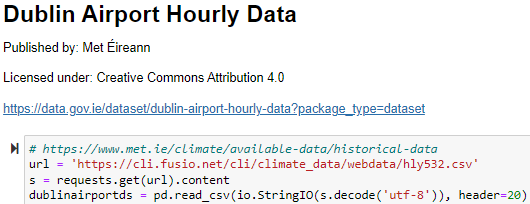 Dublin Airport Hourly Data
Published by: Met Éireann
Licensed under: Creative Commons Attribution 4.0
https://data.gov.ie/dataset/dublin-airport-hourly-data?package_type=dataset
# https://www.met.ie/climate/available-data/historical-data
url = 'https://cli.fusio.net/cli/climate_data/webdata/hly532.csv'
s = requests.get(url).content
dublinairportds = pd.read_csv(io.StringIO(s.decode('utf-8')), header=20)